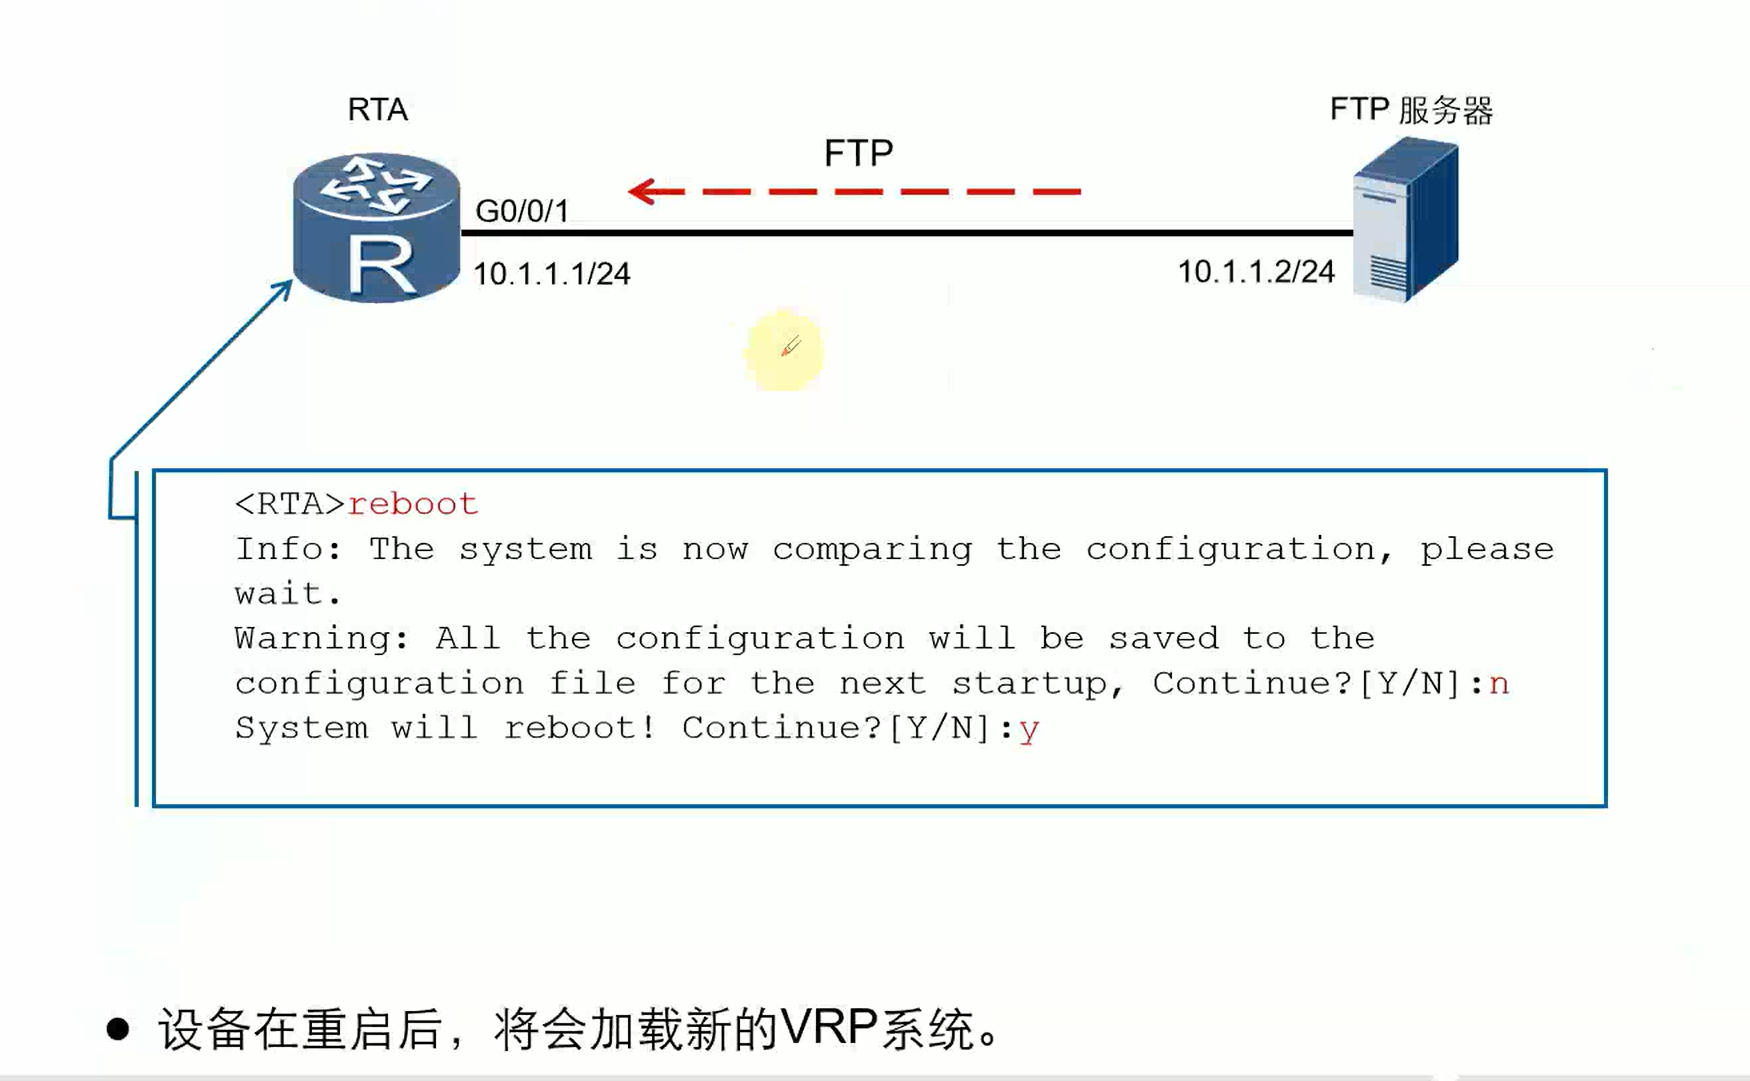 RTA
FTP 服务器
FTP
G0/0/1
10.1.1.1/24
10.1.1.2/24
R
<RTA>reboot
Info: The system is now comparing the configuration, please
wait.
Warning: All the configuration will be saved to the
configuration file for the next startup, Continue?[Y/N]:n
System will reboot! Continue?[Y/N]:y
● 设备在重启后，将会加载新的VRP系统。